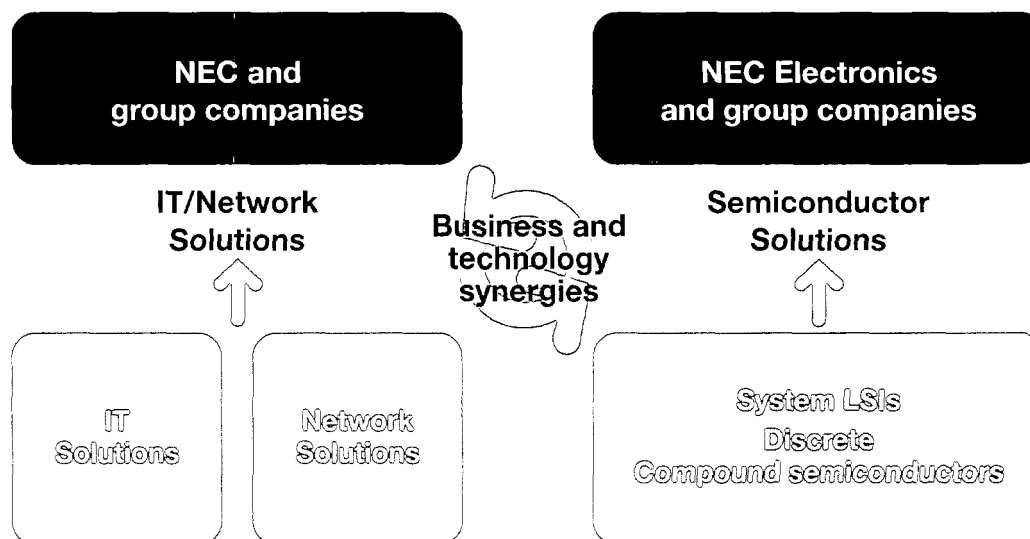 NEC and
group companies
NEC Electronics
and group companies
IT/Network
Solutions
Business and
technology
synergies
Semiconductor
Solutions
IT
Solutions
Network
Solutions
System LSIs
Discrete
Compound semiconductors